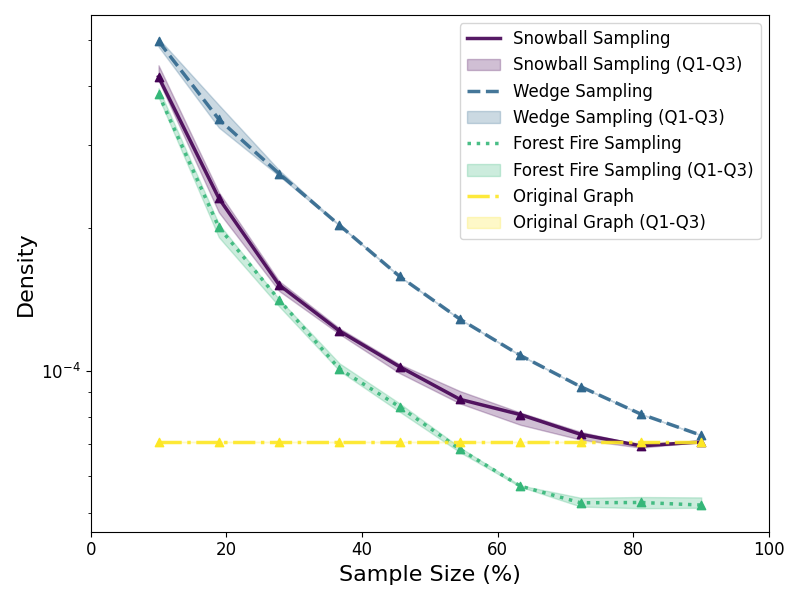 Snowball Sampling
Snowball Sampling (Q1-Q3)
Wedge Sampling
Wedge Sampling (Q1-Q3)
Forest Fire Sampling
Forest Fire Sampling (Q1-Q3)
Original Graph
Original Graph (Q1-Q3)
Density
10⁻⁴
0 20 40 60 80 100
Sample Size (%)